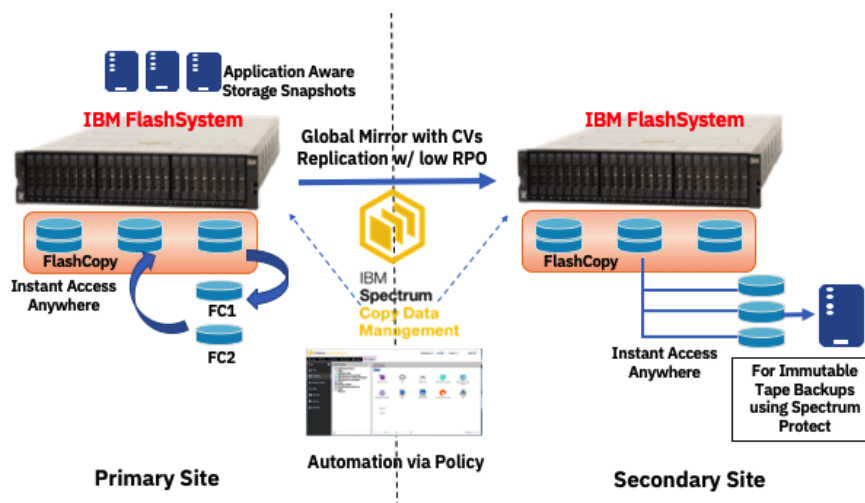 Application Aware
Storage Snapshots
IBM FlashSystem
IBM FlashSystem
Global Mirror with CVs
Replication w/ low RPO
FlashCopy
Instant Access
Anywhere
FC1
FC2
IBM
Spectrum
Copy Data
Management
FlashCopy
Instant Access
Anywhere
For Immutable
Tape Backups
using Spectrum
Protect
Automation via Policy
Primary Site
Secondary Site